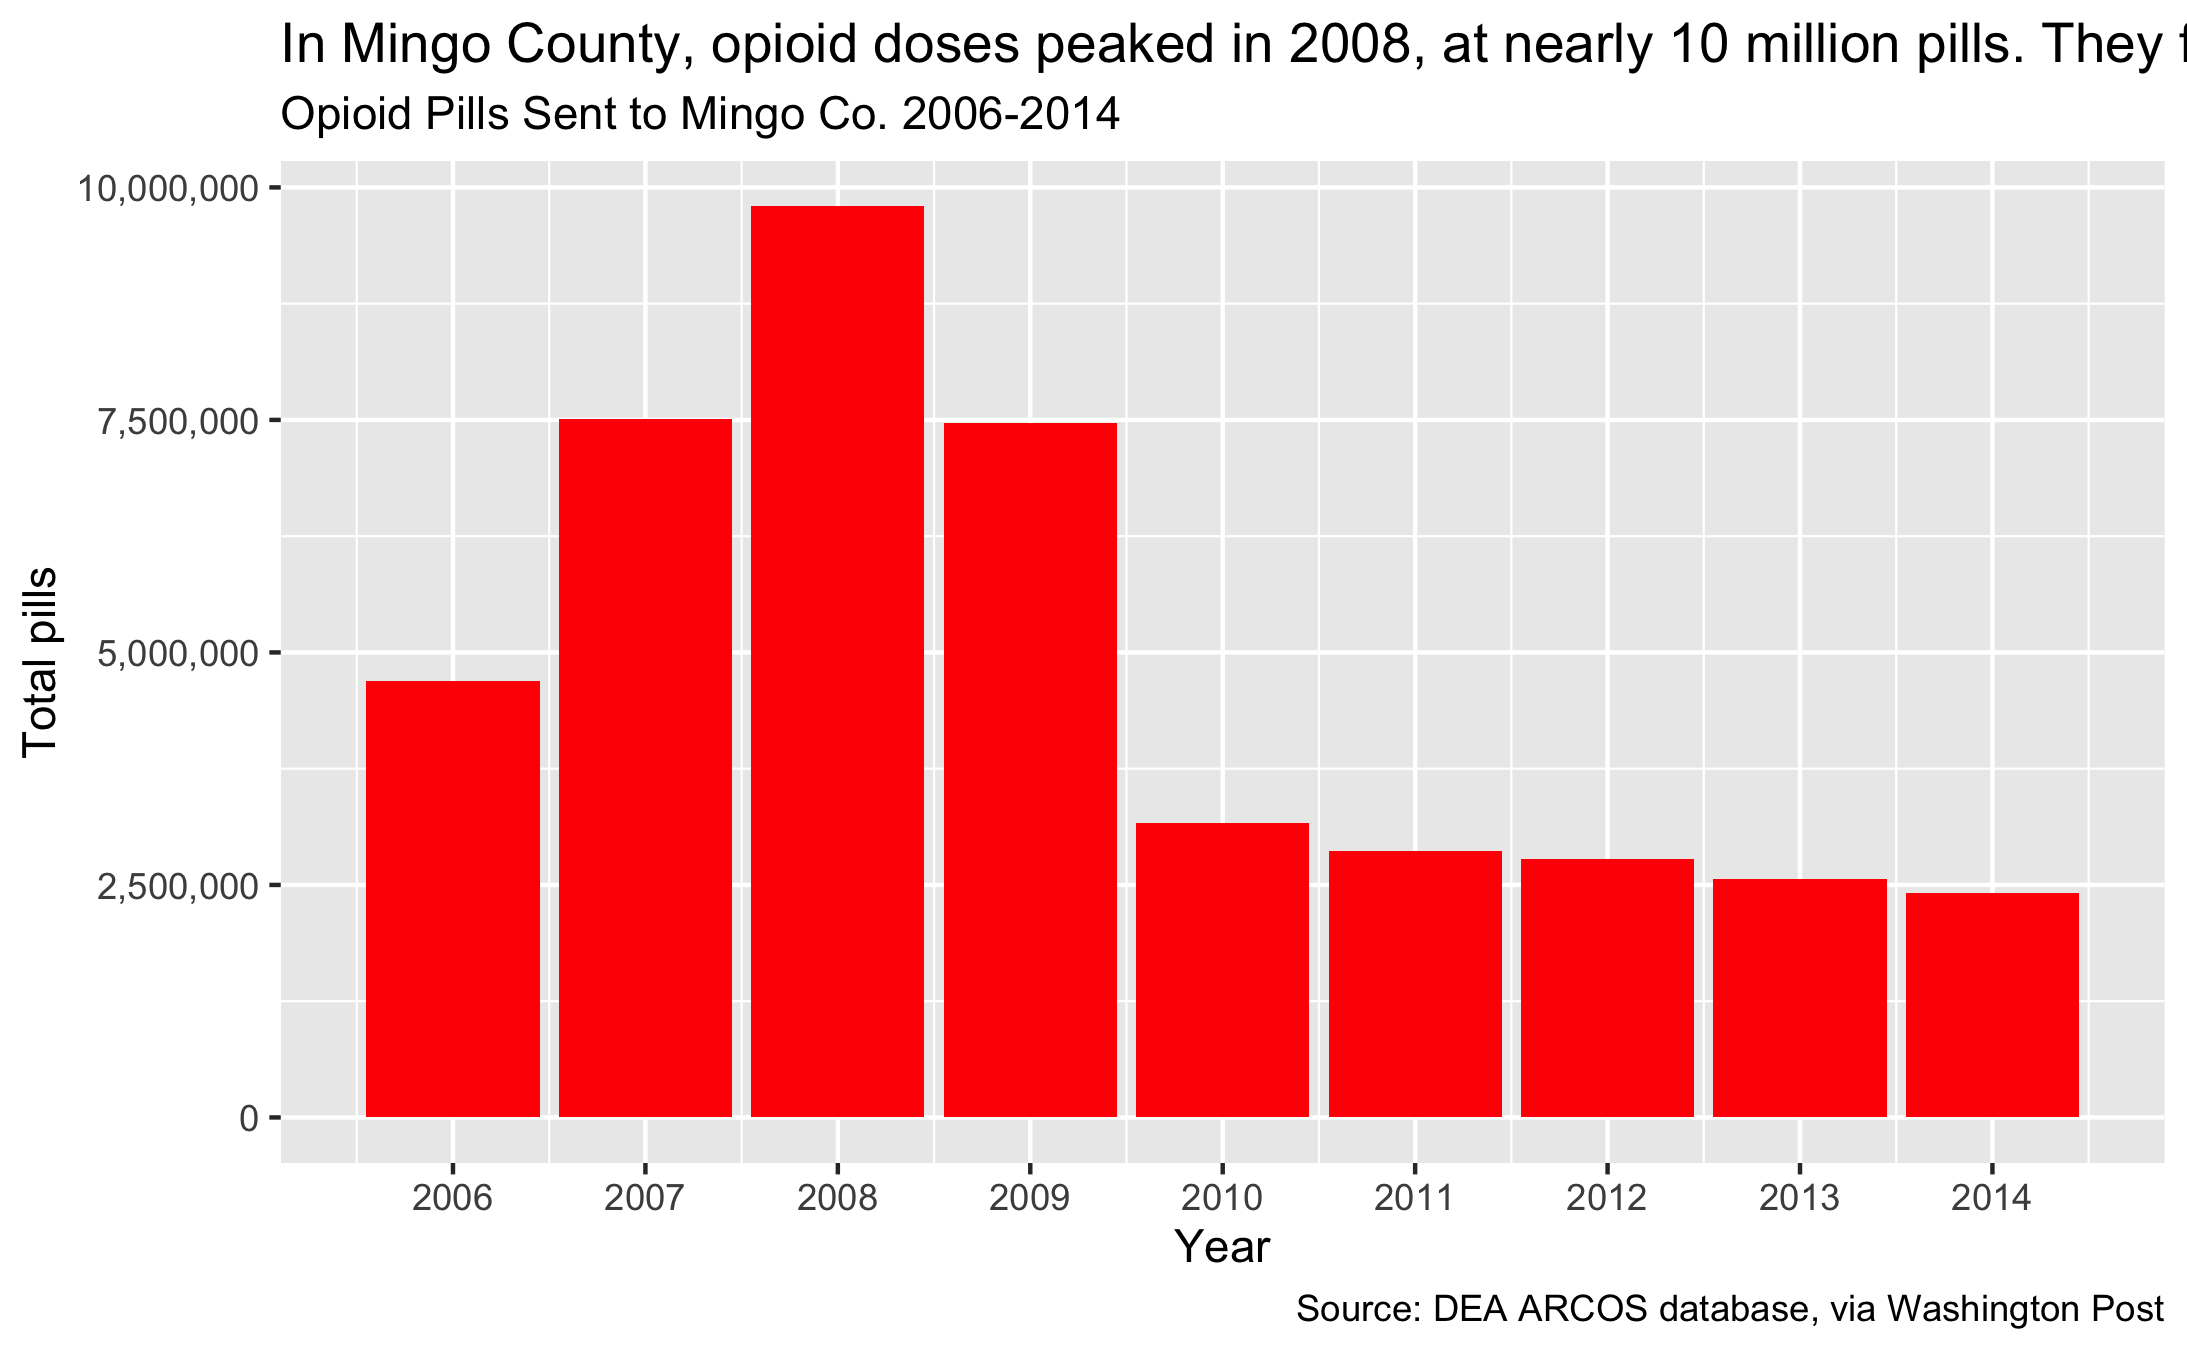 In Mingo County, opioid doses peaked in 2008, at nearly 10 million pills. They
Opioid Pills Sent to Mingo Co. 2006-2014
10,000,000
7,500,000
5,000,000
2,500,000
0
Total pills
2006 2007 2008 2009 2010 2011 2012 2013 2014
Year
Source: DEA ARCOS database, via Washington Post